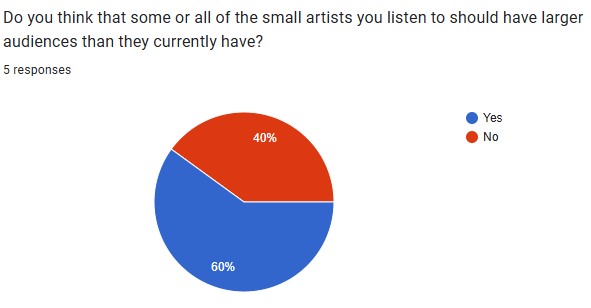 Do you think that some or all of the small artists you listen to should have larger
audiences than they currently have?
5 responses
Yes
No
40%
60%